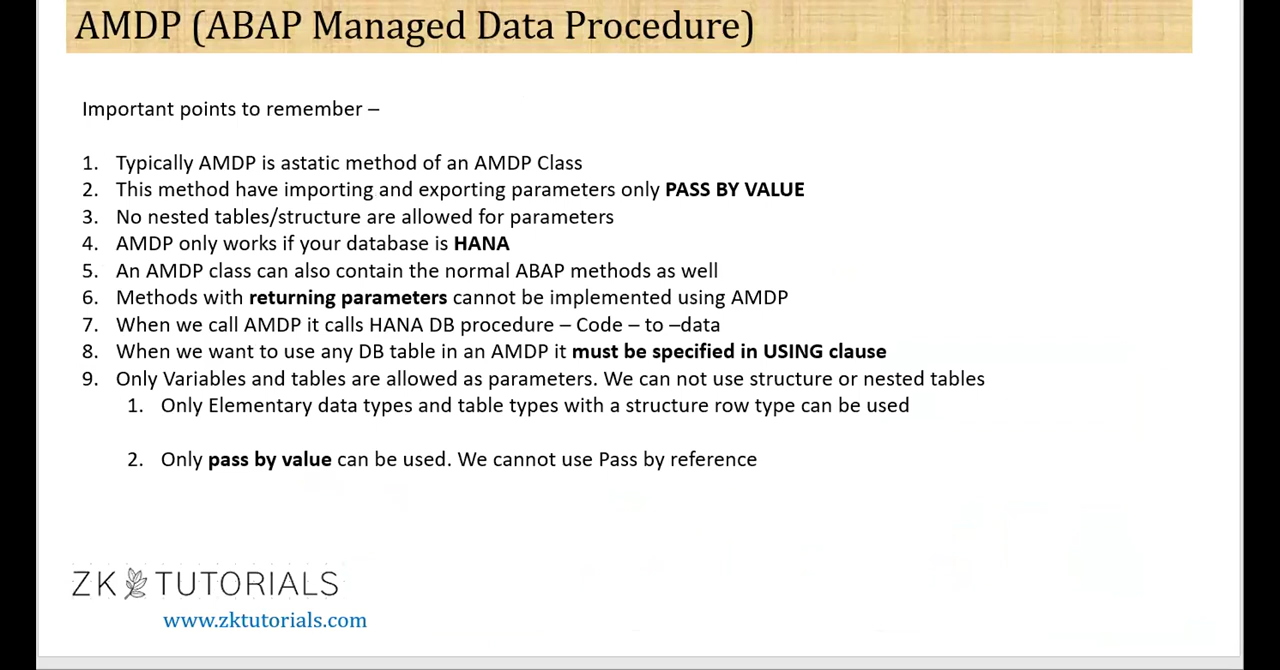 AMDP (ABAP Managed Data Procedure)
Important points to remember –
1. Typically AMDP is astatic method of an AMDP Class
2. This method have importing and exporting parameters only PASS BY VALUE
3. No nested tables/structure are allowed for parameters
4. AMDP only works if your database is HANA
5. An AMDP class can also contain the normal ABAP methods as well
6. Methods with returning parameters cannot be implemented using AMDP
7. When we call AMDP it calls HANA DB procedure – Code – to –data
8. When we want to use any DB table in an AMDP it must be specified in USING clause
9. Only Variables and tables are allowed as parameters. We can not use structure or nested tables
1. Only Elementary data types and table types with a structure row type can be used
2. Only pass by value can be used. We cannot use Pass by reference
ZK TUTORIALS
www.zktutorials.com